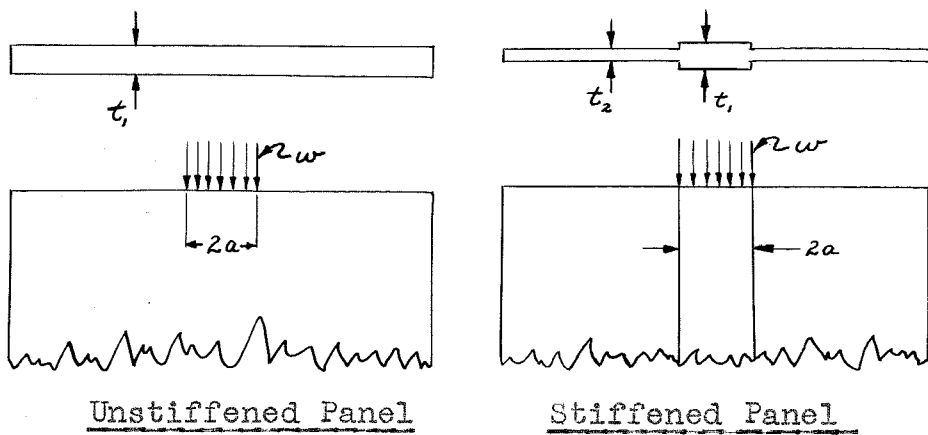 t₁
t₂ t₁
w
w
2a
2a
Unstiffened Panel
Stiffened Panel